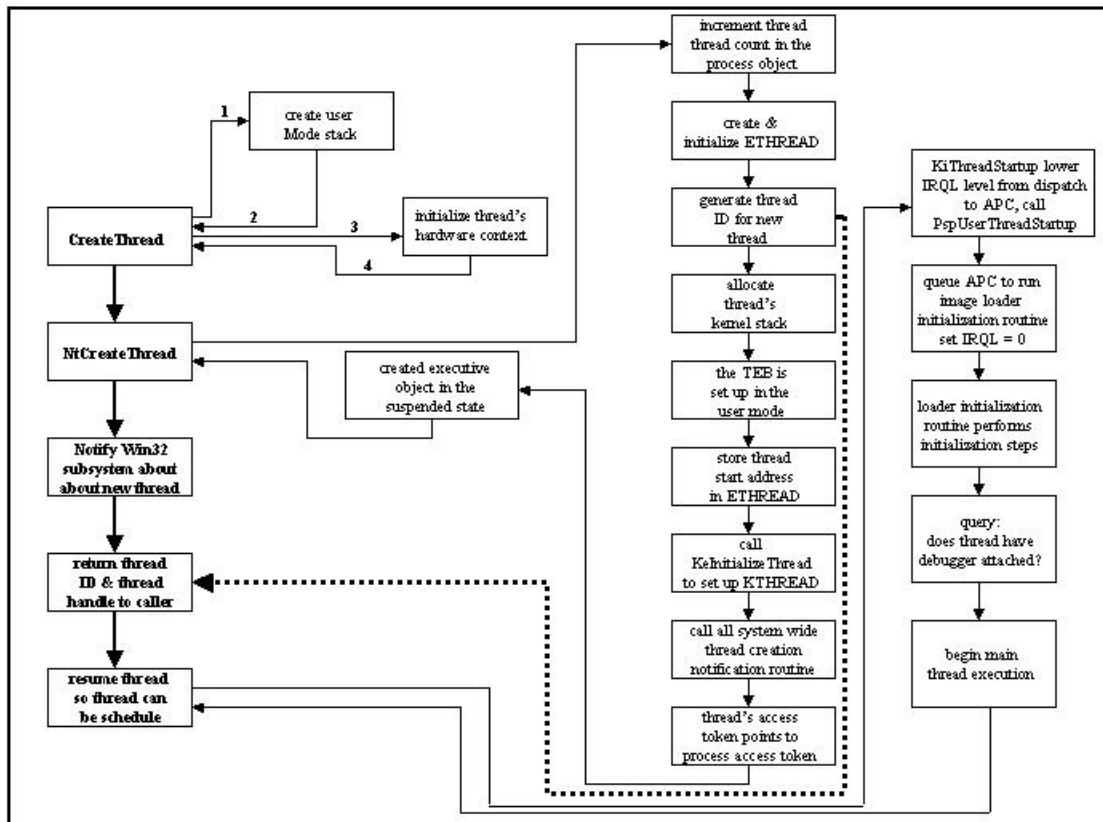 1
create user
Mode stack
2
CreateThread
3
initialize thread's
hardware context
4
NtCreateThread
created executive
object in the
suspended state
Notify Win32
subsystem about
about new thread
return thread
ID & thread
handle to caller
resume thread
so thread can
be schedule
increment thread
thread count in the
process object
create &
initialize ETHREAD
generate thread
ID for new
thread
allocate
thread's
kernel stack
the TEB is
set up in the
user mode
store thread
start address
in ETHREAD
call
KeInitializeThread
to set up KTHREAD
call all system wide
thread creation
notification routine
thread's access
token points to
process access token
KiThreadStartup lower
IRQL level from dispatch
to APC, call
PspUserThreadStartup
queue APC to run
image loader
initialization routine
set IRQL = 0
loader initialization
routine performs
initialization steps
query:
does thread have
debugger attached?
begin main
thread execution